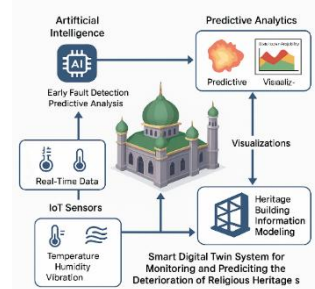 Artificial
Intelligence
AI
Early Fault Detection
Predictive Analysis
Predictive Analytics
Predictive
Visualiz-
Real-Time Data
Visualizations
IoT Sensors
Temperature
Humidity
Vibration
Heritage
Building
Information
Modeling
Smart Digital Twin System for
Monitoring and Prediciting the
Deterioration of Religious Heritage s